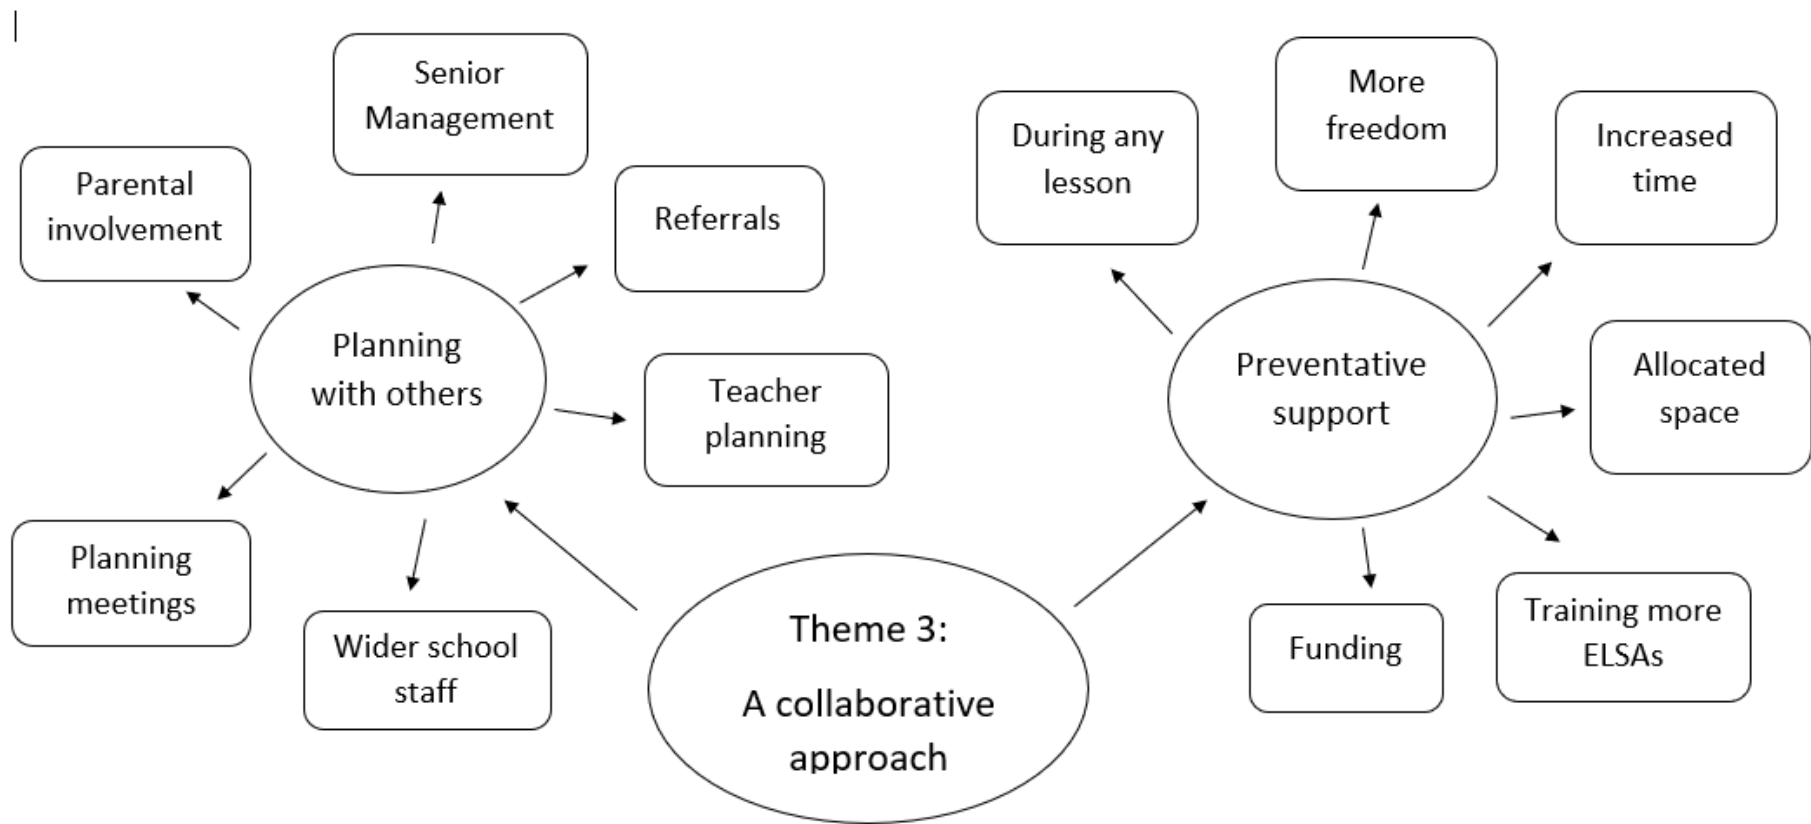 Senior
Management
Parental
involvement
Referrals
Planning
with others
Teacher
planning
Planning
meetings
Wider school
staff
Theme 3:
A collaborative
approach
During any
lesson
More
freedom
Increased
time
Preventative
support
Allocated
space
Funding
Training more
ELSAs